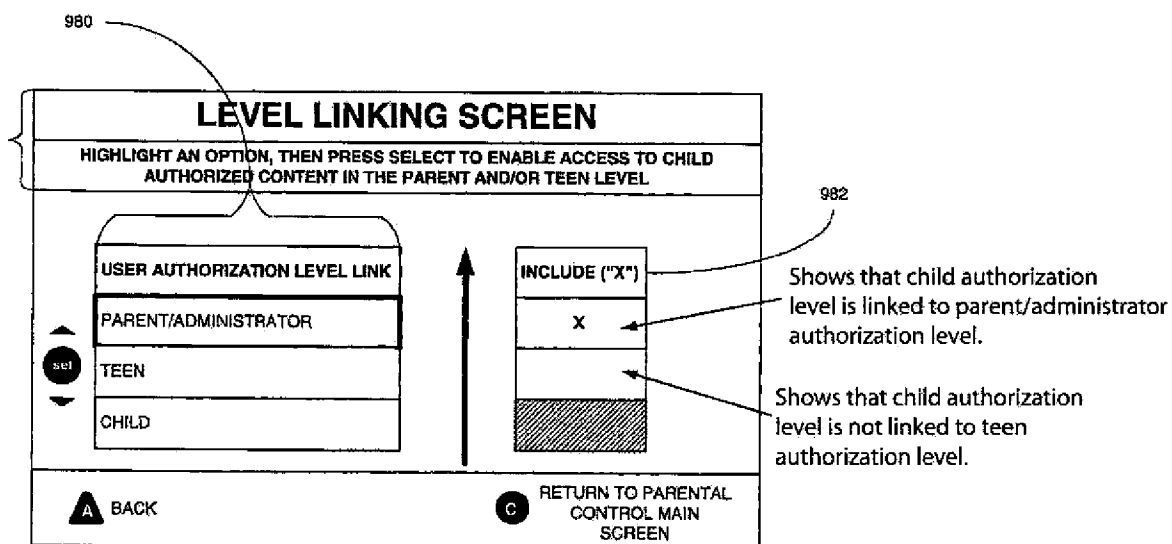 980
LEVEL LINKING SCREEN
HIGHLIGHT AN OPTION, THEN PRESS SELECT TO ENABLE ACCESS TO CHILD
AUTHORIZED CONTENT IN THE PARENT AND/OR TEEN LEVEL
982
USER AUTHORIZATION LEVEL LINK
INCLUDE ("X")
PARENT/ADMINISTRATOR
X
sel
TEEN
CHILD
Shows that child authorization
level is linked to parent/administrator
authorization level.
Shows that child authorization
level is not linked to teen
authorization level.
A BACK
C RETURN TO PARENTAL
CONTROL MAIN
SCREEN